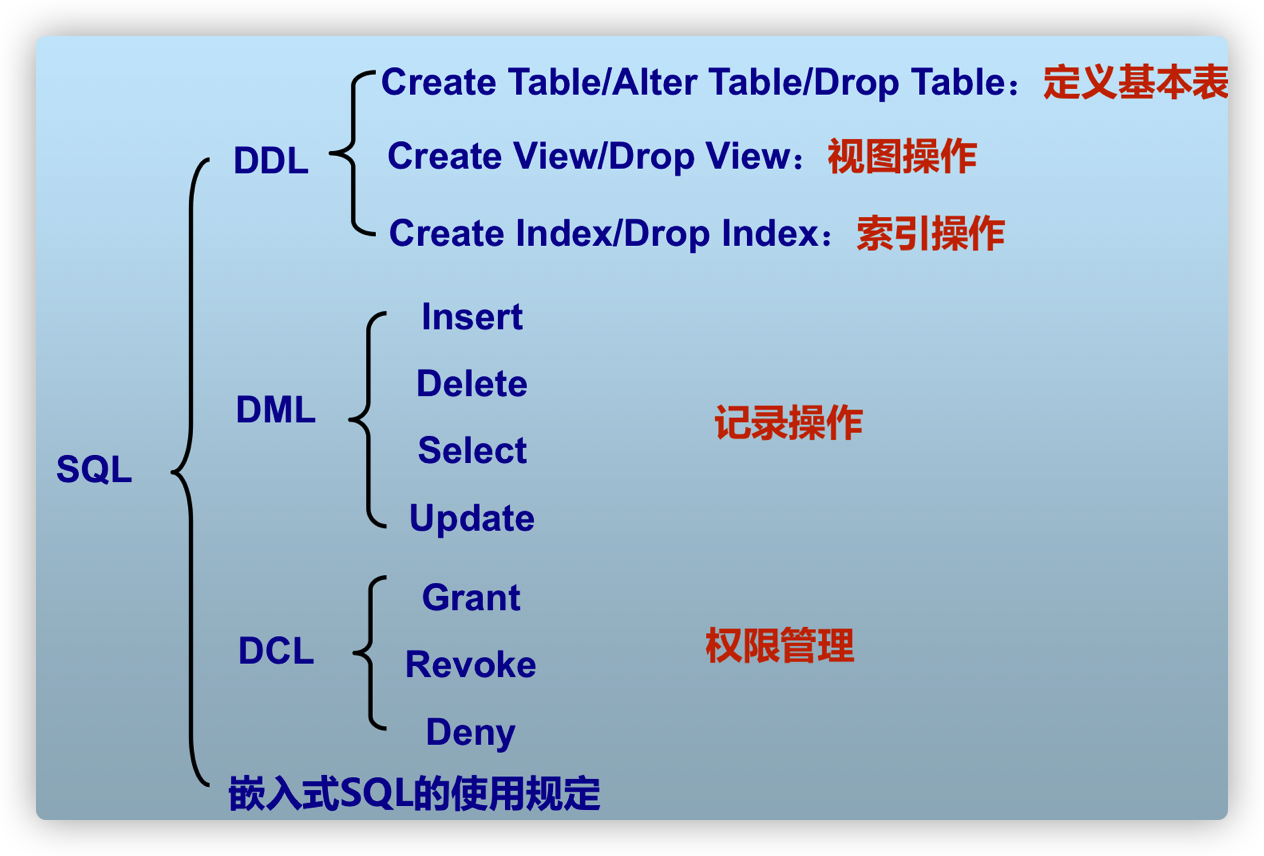 SQL
DDL
Create Table/Alter Table/Drop Table：定义基本表
Create View/Drop View：视图操作
Create Index/Drop Index：索引操作
DML
Insert
Delete
Select
Update
记录操作
DCL
Grant
Revoke
Deny
权限管理
嵌入式SQL的使用规定